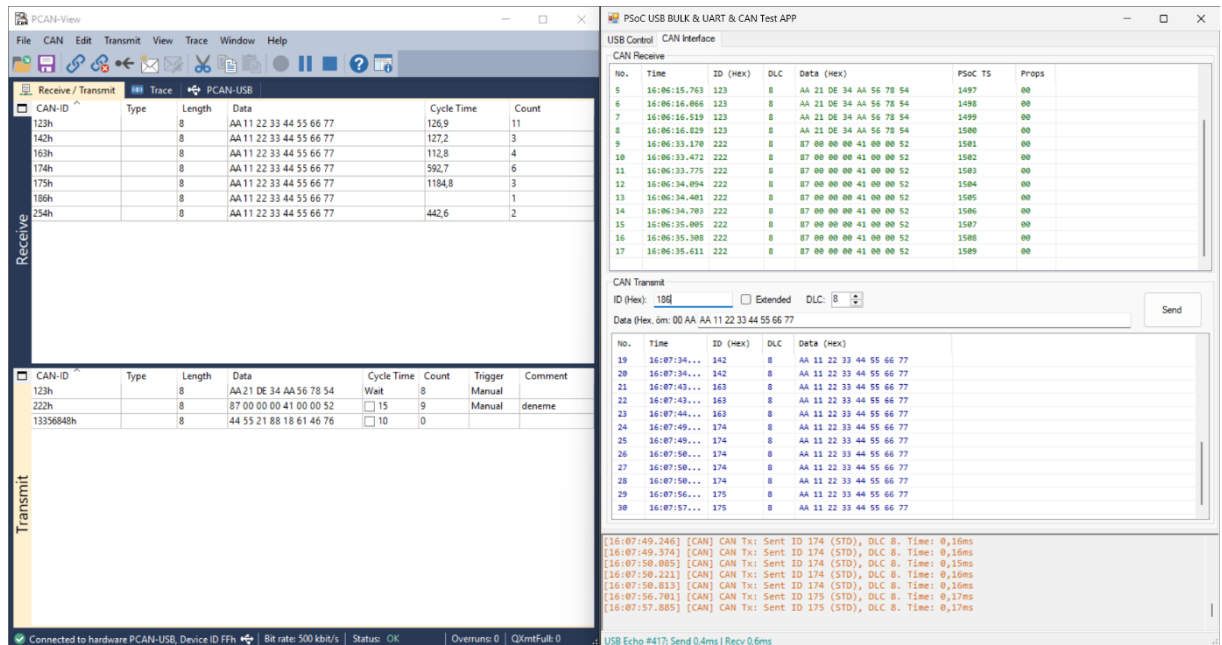 PCAN-View
File CAN Edit Transmit View Trace Window Help
Receive / Transmit Trace PCAN-USB
CAN-ID Type Length Data Cycle Time Count
123h 8 AA 11 22 33 44 55 66 77 126,9 11
142h 8 AA 11 22 33 44 55 66 77 127,2 3
163h 8 AA 11 22 33 44 55 66 77 112,8 4
174h 8 AA 11 22 33 44 55 66 77 592,7 6
175h 8 AA 11 22 33 44 55 66 77 1184,8 3
186h 8 AA 11 22 33 44 55 66 77 1
254h 8 AA 11 22 33 44 55 66 77 442,6 2
Receive
CAN-ID Type Length Data Cycle Time Count Trigger Comment
123h 8 AA 21 DE 34 AA 56 78 54 Wait 8 Manual
222h 8 87 00 00 00 41 00 00 52 15 9 Manual deneme
13356848h 8 44 55 21 88 18 61 46 76 10 0
Transmit
Connected to hardware PCAN-USB, Device ID FFh Bit rate: 500 kbit/s Status: OK Overruns: 0 QXmtFull: 0
PSoC USB BULK & UART & CAN Test APP
USB Control CAN Interface
CAN Receive
No. Time ID (Hex) DLC Data (Hex) PSoC TS Props
5 16:06:15.763 123 8 AA 21 DE 34 AA 56 78 54 1497 00
6 16:06:16.066 123 8 AA 21 DE 34 AA 56 78 54 1498 00
7 16:06:16.519 123 8 AA 21 DE 34 AA 56 78 54 1499 00
8 16:06:16.829 123 8 AA 21 DE 34 AA 56 78 54 1500 00
9 16:06:33.170 222 8 87 00 00 00 41 00 00 52 1501 00
10 16:06:33.472 222 8 87 00 00 00 41 00 00 52 1502 00
11 16:06:33.775 222 8 87 00 00 00 41 00 00 52 1503 00
12 16:06:34.094 222 8 87 00 00 00 41 00 00 52 1504 00
13 16:06:34.401 222 8 87 00 00 00 41 00 00 52 1505 00
14 16:06:34.703 222 8 87 00 00 00 41 00 00 52 1506 00
15 16:06:35.005 222 8 87 00 00 00 41 00 00 52 1507 00
16 16:06:35.308 222 8 87 00 00 00 41 00 00 52 1508 00
17 16:06:35.611 222 8 87 00 00 00 41 00 00 52 1509 00
CAN Transmit
ID (Hex): 186 Extended DLC: 8
Send
Data (Hex, örn: 00 AA AA 11 22 33 44 55 66 77
No. Time ID (Hex) DLC Data (Hex)
19 16:07:34... 142 8 AA 11 22 33 44 55 66 77
20 16:07:34... 142 8 AA 11 22 33 44 55 66 77
21 16:07:43... 163 8 AA 11 22 33 44 55 66 77
22 16:07:43... 163 8 AA 11 22 33 44 55 66 77
23 16:07:44... 163 8 AA 11 22 33 44 55 66 77
24 16:07:49... 174 8 AA 11 22 33 44 55 66 77
25 16:07:49... 174 8 AA 11 22 33 44 55 66 77
26 16:07:50... 174 8 AA 11 22 33 44 55 66 77
27 16:07:50... 174 8 AA 11 22 33 44 55 66 77
28 16:07:50... 174 8 AA 11 22 33 44 55 66 77
29 16:07:56... 175 8 AA 11 22 33 44 55 66 77
30 16:07:57... 175 8 AA 11 22 33 44 55 66 77
[16:07:49.246] [CAN] CAN Tx: Sent ID 174 (STD), DLC 8. Time: 0,16ms
[16:07:49.374] [CAN] CAN Tx: Sent ID 174 (STD), DLC 8. Time: 0,16ms
[16:07:50.085] [CAN] CAN Tx: Sent ID 174 (STD), DLC 8. Time: 0,15ms
[16:07:50.221] [CAN] CAN Tx: Sent ID 174 (STD), DLC 8. Time: 0,16ms
[16:07:50.813] [CAN] CAN Tx: Sent ID 174 (STD), DLC 8. Time: 0,16ms
[16:07:56.701] [CAN] CAN Tx: Sent ID 175 (STD), DLC 8. Time: 0,17ms
[16:07:57.885] [CAN] CAN Tx: Sent ID 175 (STD), DLC 8. Time: 0,17ms
USB Echo #417: Send 0,4ms | Recv 0,6ms